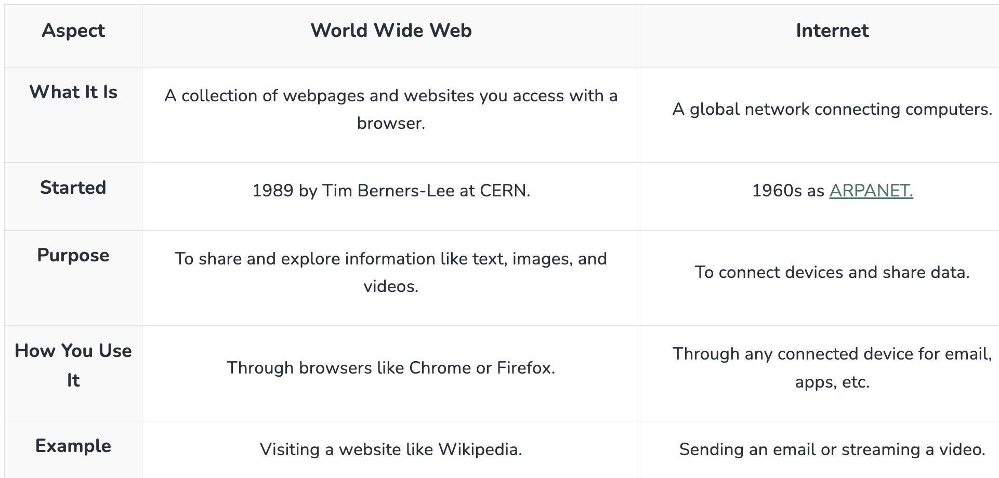 Aspect
World Wide Web
Internet
What It Is
A collection of webpages and websites you access with a
browser.
A global network connecting computers.
Started
1989 by Tim Berners-Lee at CERN.
1960s as ARPANET.
Purpose
To share and explore information like text, images, and
videos.
To connect devices and share data.
How You Use
It
Through browsers like Chrome or Firefox.
Through any connected device for email,
apps, etc.
Example
Visiting a website like Wikipedia.
Sending an email or streaming a video.